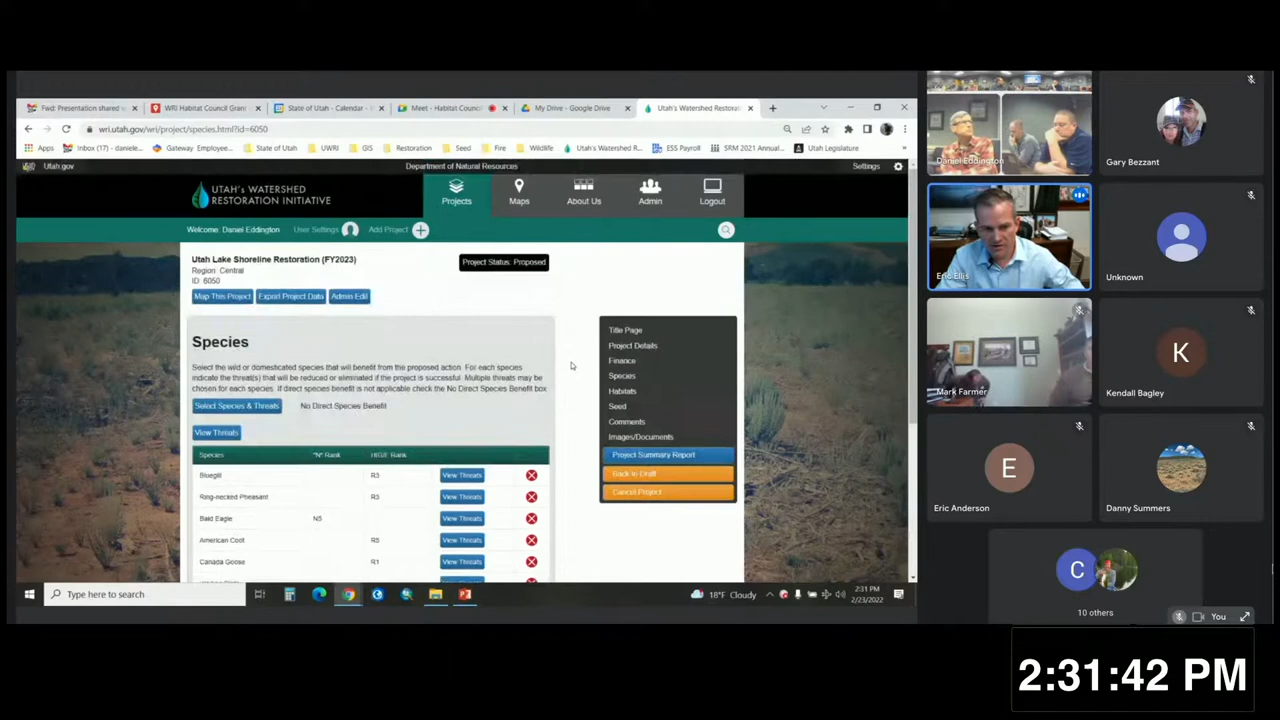 Fwd: Presentation shared w
WRI Habitat Council Gran
State of Utah - Calendar -
Meet - Habitat Counc
My Drive - Google Drive
Utah's Watershed Restorat
wri.utah.gov/wri/project/species.html?id=6050
Apps
Inbox (17) - daniele...
Gateway Employee...
State of Utah
UWRI
GIS
Restoration
Seed
Fire
Wildlife
Utah's Watershed R...
ESS Payroll
SRM 2021 Annual...
Utah Legislature
Utah.gov
Department of Natural Resources
Settings
UTAH's WATERSHED
RESTORATION INITIATIVE
Projects
Maps
About Us
Admin
Logout
Welcome: Daniel Eddington
User Settings
Add Project
Utah Lake Shoreline Restoration (FY2023)
Region: Central
ID: 6050
Project Status: Proposed
Map This Project
Export Project Data
Admin Edit
Species
Select the wild or domesticated species that will benefit from the proposed action. For each species
indicate the threat(s) that will be reduced or eliminated if the project is successful. Multiple threats may be
chosen for each species. If direct species benefit is not applicable check the No Direct Species Benefit box
Select Species & Threats
No Direct Species Benefit
View Threats
Species "N" Rank HIG/F Rank
Bluegill R3 View Threats
Ring-necked Pheasant R3 View Threats
Bald Eagle N5 View Threats
American Coot R5 View Threats
Canada Goose R1 View Threats
Title Page
Project Details
Finance
Species
Habitats
Seed
Comments
Images/Documents
Project Summary Report
Back to Draft
Cancel Project
Type here to search
18°F Cloudy
2:31 PM
2/23/2022
Daniel Eddington
Gary Bezzant
Eric Ellis
Unknown
Mark Farmer
K
Kendall Bagley
E
Eric Anderson
Danny Summers
C
10 others
You
2:31:42 PM